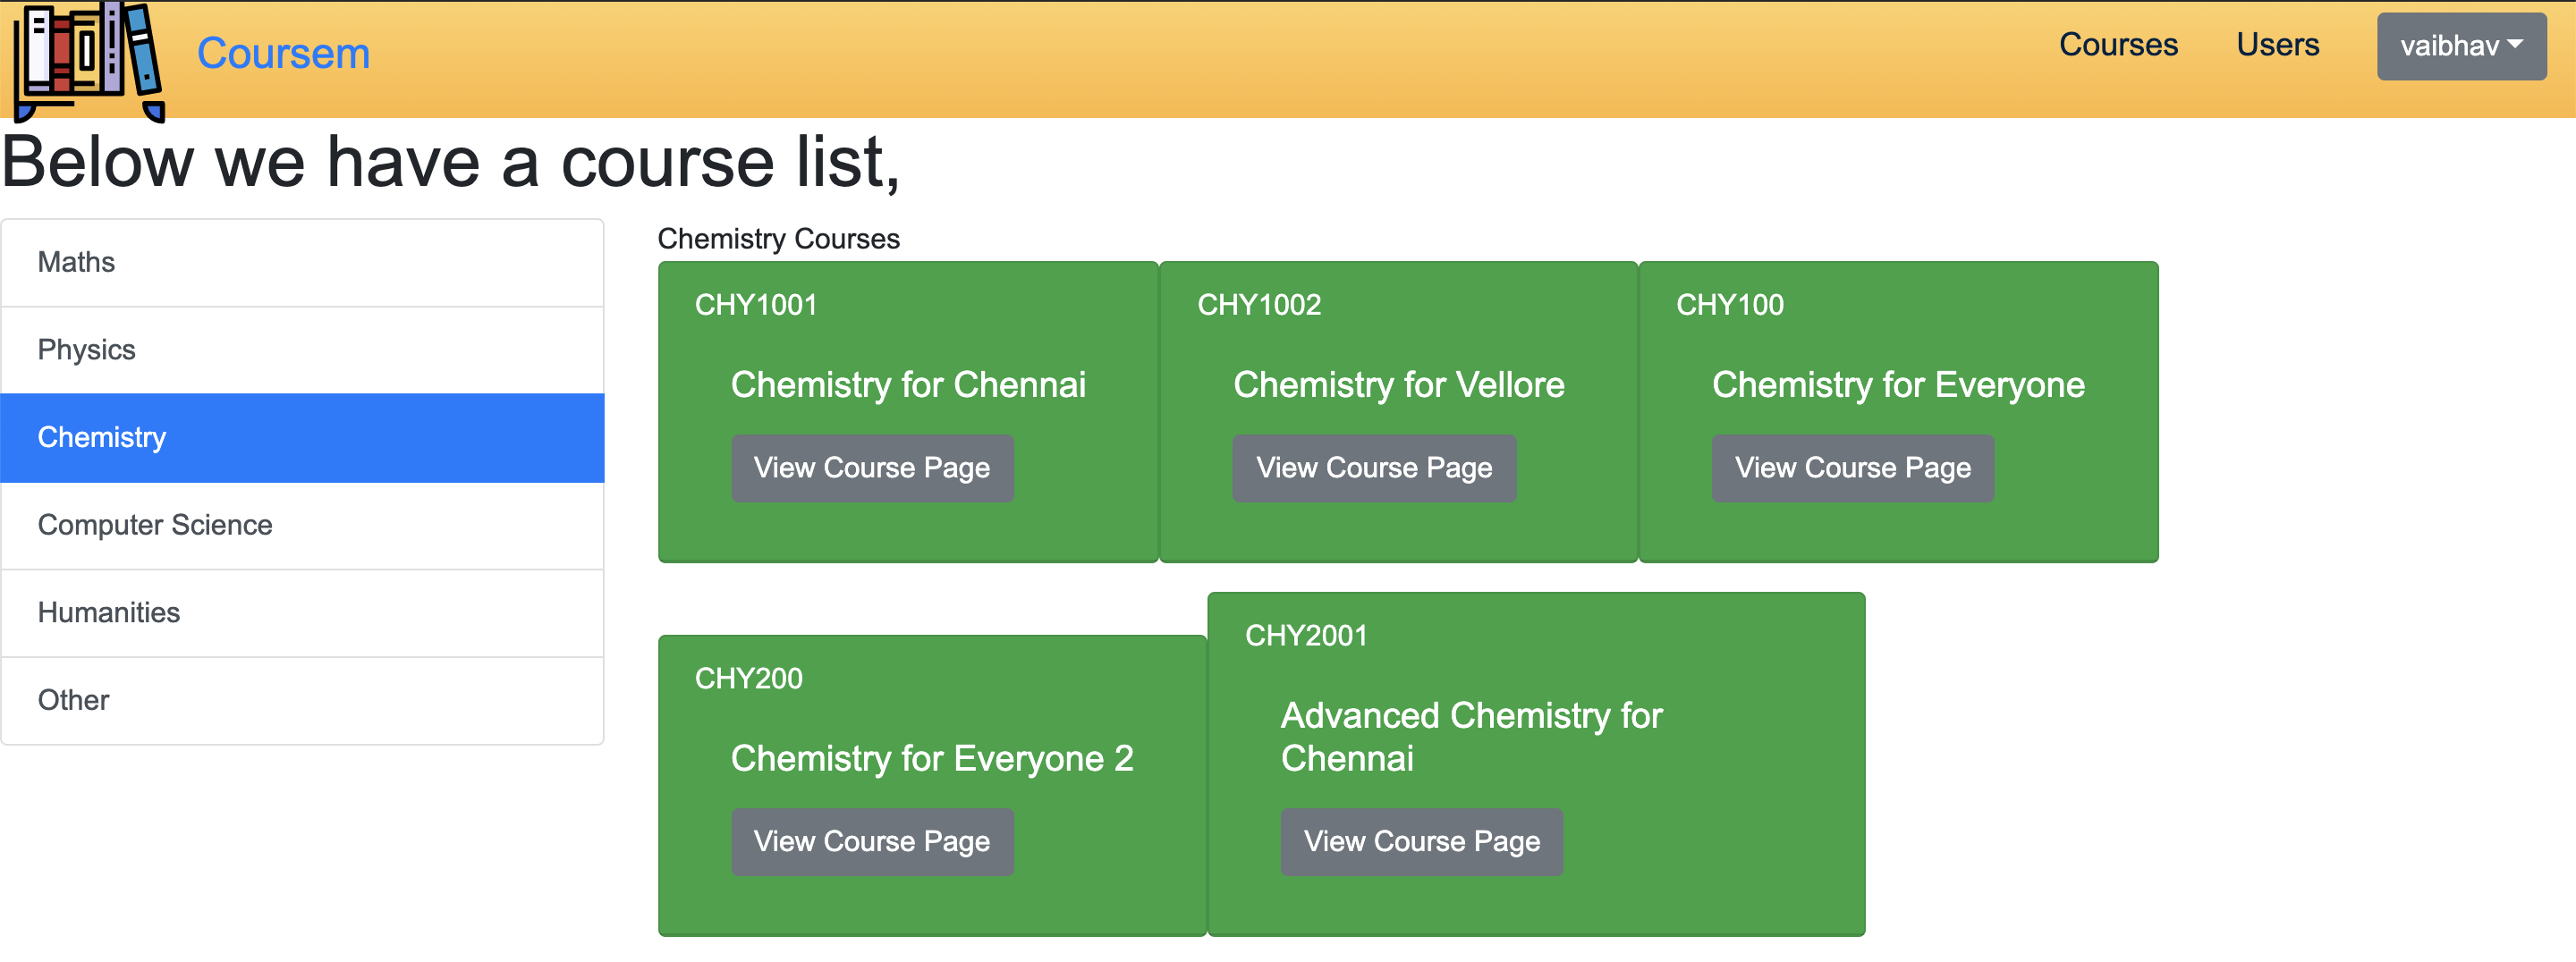 Coursem
Courses
Users
vaibhav
Below we have a course list,
Maths
Physics
Chemistry
Computer Science
Humanities
Other
Chemistry Courses
CHY1001
Chemistry for Chennai
View Course Page
CHY1002
Chemistry for Vellore
View Course Page
CHY100
Chemistry for Everyone
View Course Page
CHY200
Chemistry for Everyone 2
View Course Page
CHY2001
Advanced Chemistry for
Chennai
View Course Page